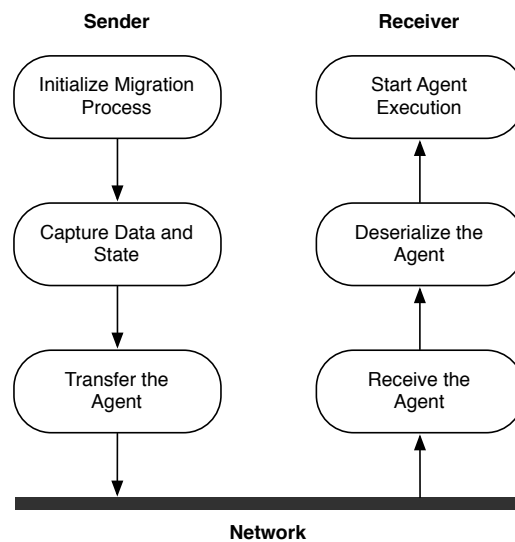 Sender
Receiver
Initialize Migration
Process
Start Agent
Execution
Capture Data and
State
Deserialize the
Agent
Transfer the
Agent
Receive the
Agent
Network